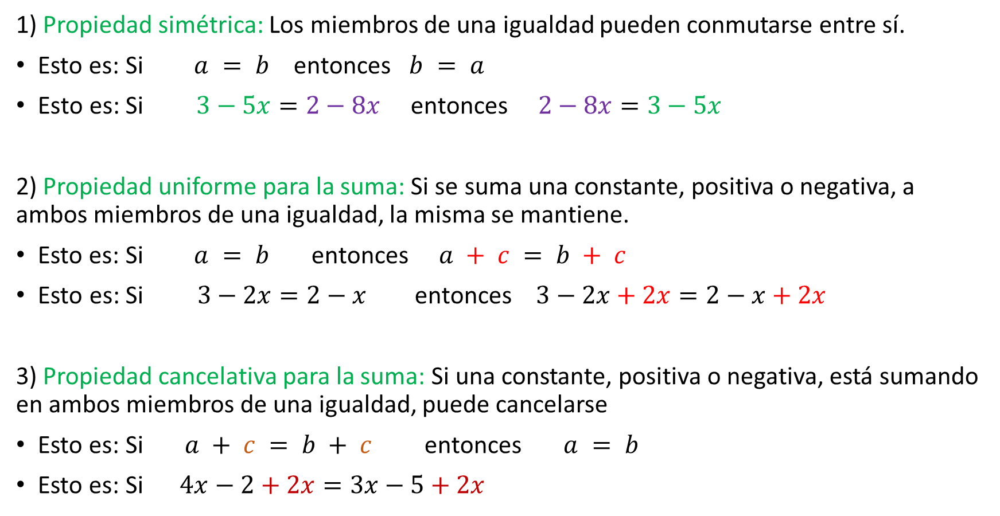 1) Propiedad simétrica: Los miembros de una igualdad pueden conmutarse entre sí.
• Esto es: Si a = b entonces b = a
• Esto es: Si 3 − 5x = 2 − 8x entonces 2 − 8x = 3 − 5x
2) Propiedad uniforme para la suma: Si se suma una constante, positiva o negativa, a
ambos miembros de una igualdad, la misma se mantiene.
• Esto es: Si a = b entonces a + c = b + c
• Esto es: Si 3 − 2x = 2 − x entonces 3 − 2x + 2x = 2 − x + 2x
3) Propiedad cancelativa para la suma: Si una constante, positiva o negativa, está sumando
en ambos miembros de una igualdad, puede cancelarse
• Esto es: Si a + c = b + c entonces a = b
• Esto es: Si 4x − 2 + 2x = 3x − 5 + 2x